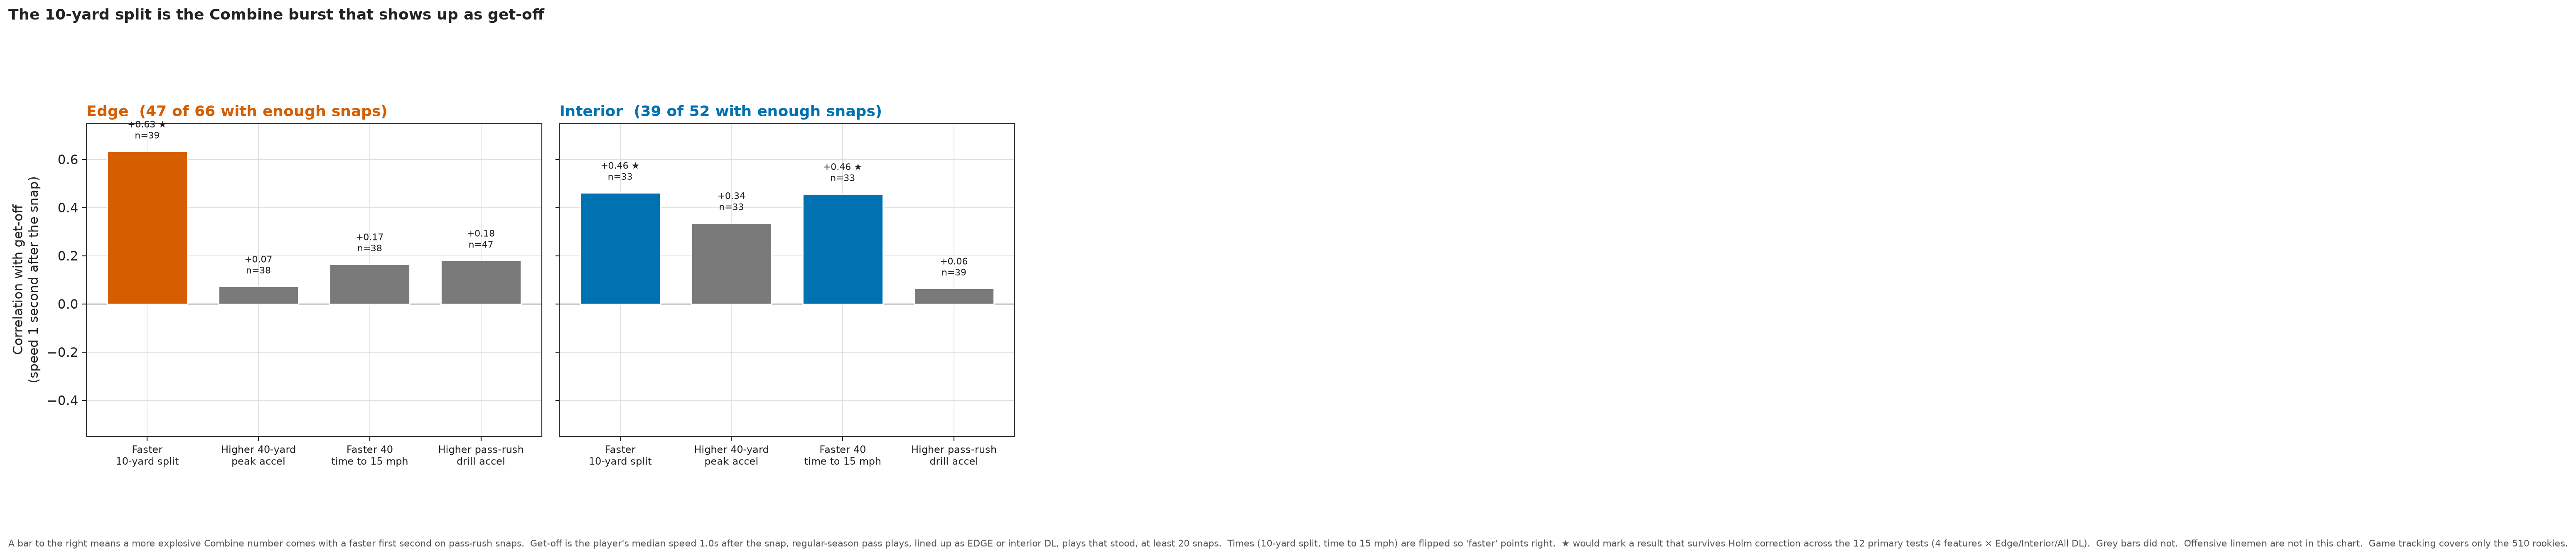 The 10-yard split is the Combine burst that shows up as get-off
Edge  (47 of 66 with enough snaps)
Interior  (39 of 52 with enough snaps)
Correlation with get-off
(speed 1 second after the snap)
0.6
0.4
0.2
0.0
−0.2
−0.4
+0.63 ★
n=39
+0.07
n=38
+0.17
n=38
+0.18
n=47
+0.46 ★
n=33
+0.34
n=33
+0.46 ★
n=33
+0.06
n=39
Faster
10-yard split
Higher 40-yard
peak accel
Faster 40
time to 15 mph
Higher pass-rush
drill accel
Faster
10-yard split
Higher 40-yard
peak accel
Faster 40
time to 15 mph
Higher pass-rush
drill accel
A bar to the right means a more explosive Combine number comes with a faster first second on pass-rush snaps.  Get-off is the player's median speed 1.0s after the snap, regular-season pass plays, lined up as EDGE or interior DL, plays that stood, at least 20 snaps.  Times (10-yard split, time to 15 mph) are flipped so 'faster' points right.  ★ would mark a result that survives Holm correction across the 12 primary tests (4 features × Edge/Interior/All DL).  Grey bars did not.  Offensive linemen are not in this chart.  Game tracking covers only the 510 rookies.